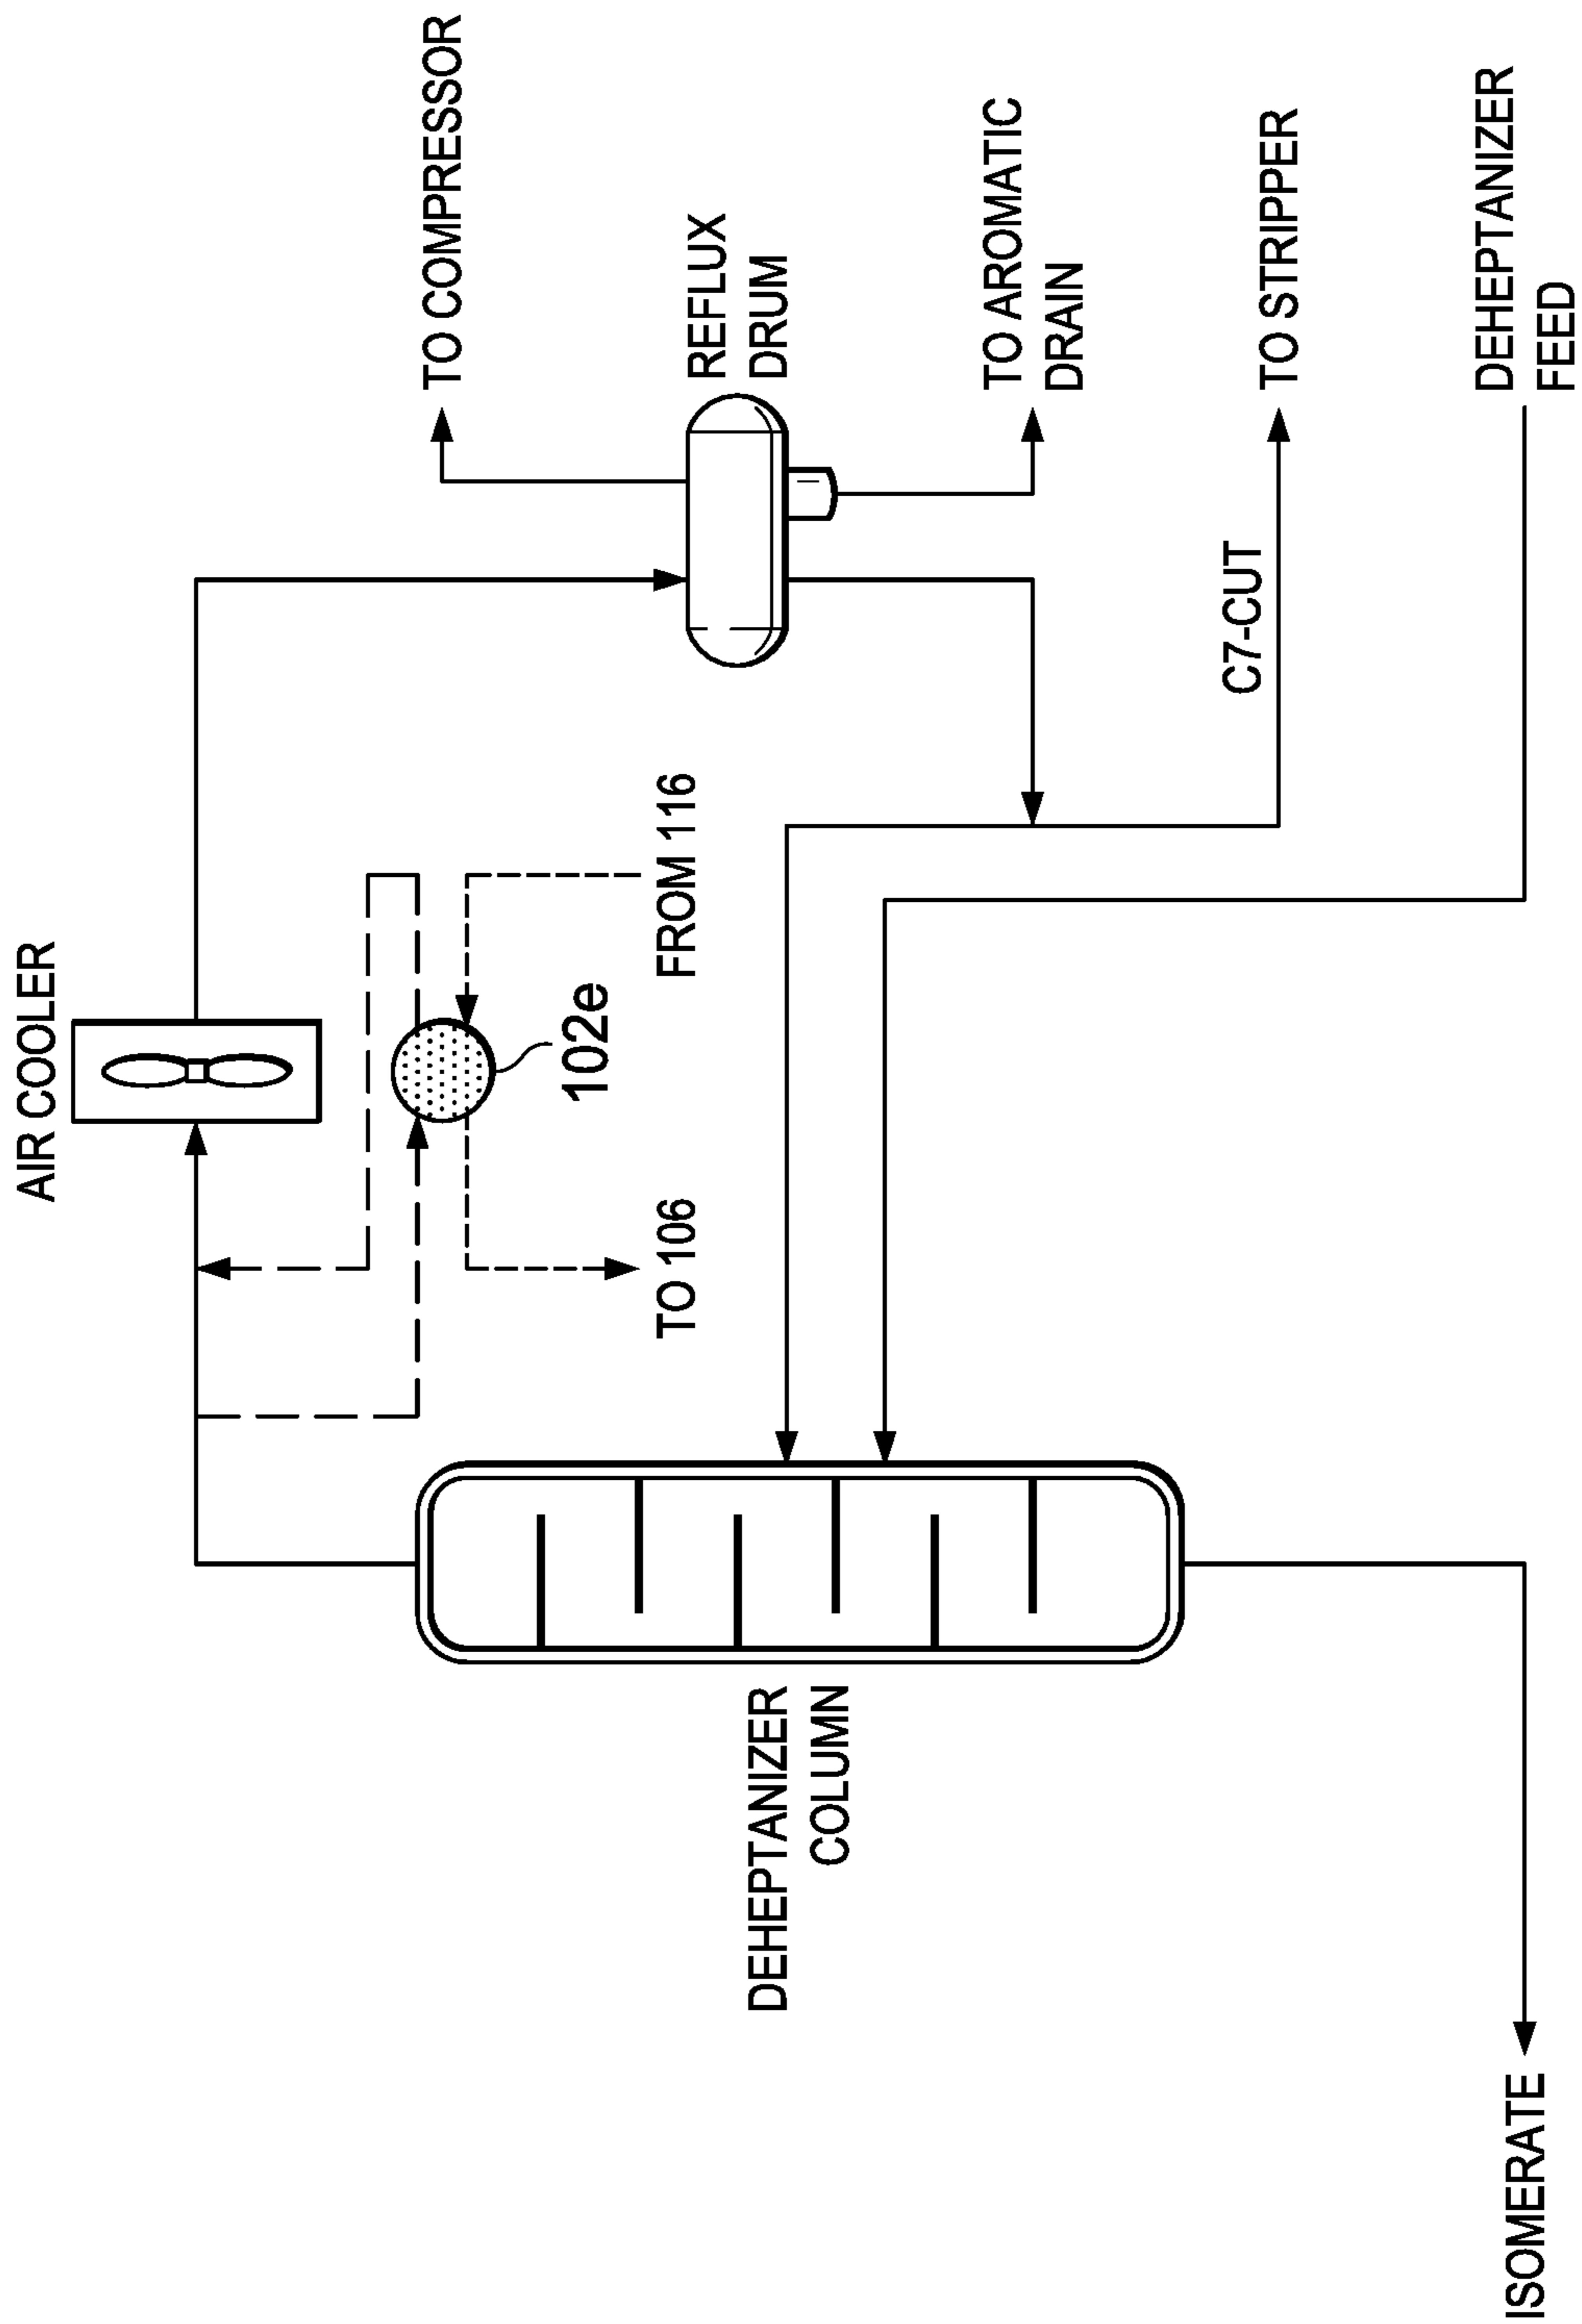 AIR COOLER
TO COMPRESSOR
REFLUX
DRUM
102e
FROM 116
TO 106
TO AROMATIC
DRAIN
C7-CUT
TO STRIPPER
DEHEPTANIZER
COLUMN
DEHEPTANIZER
FEED
ISOMERATE